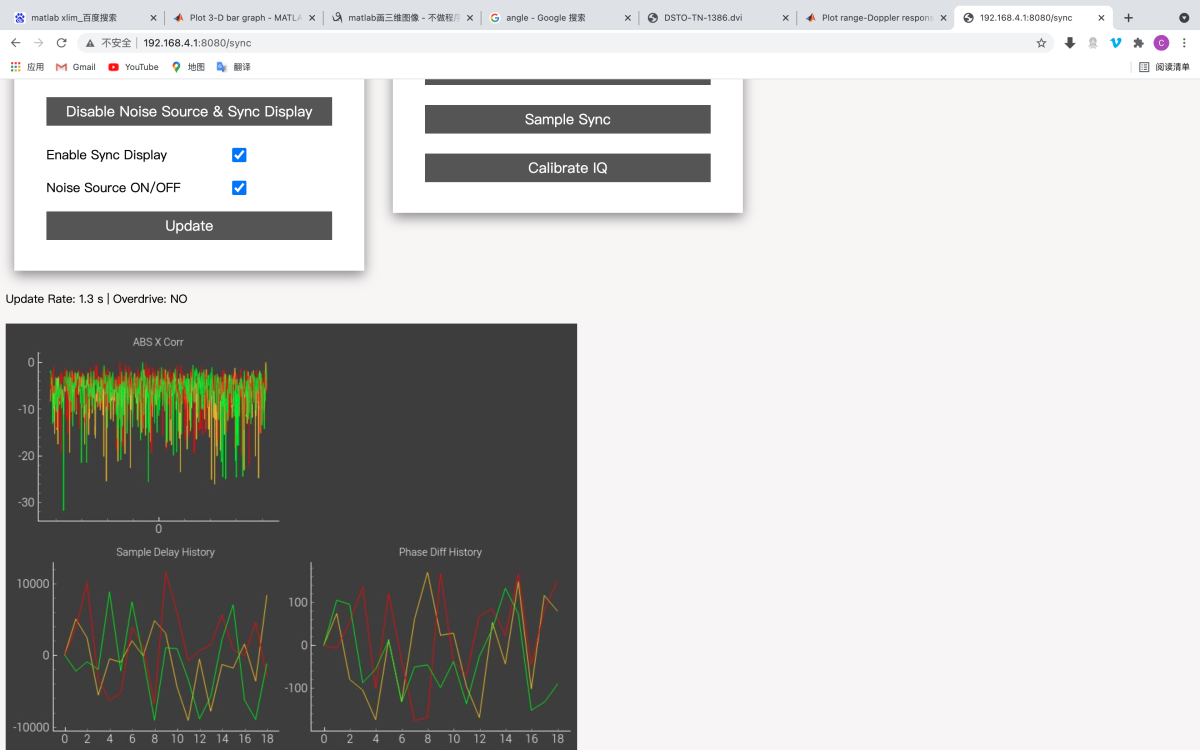 matlab xlim_百度搜索
Plot 3-D bar graph - MATLA
matlab画三维图像 - 不做程序
angle - Google 搜索
DSTO-TN-1386.dvi
Plot range-Doppler respons
192.168.4.1:8080/sync
不安全 | 192.168.4.1:8080/sync
C
应用
Gmail
YouTube
地图
翻译
阅读清单
Disable Noise Source & Sync Display
Enable Sync Display
Noise Source ON/OFF
Update
Sample Sync
Calibrate IQ
Update Rate: 1.3 s | Overdrive: NO
ABS X Corr
0
-10
-20
-30
0
Sample Delay History
10000
0
-10000
0 2 4 6 8 10 12 14 16 18
Phase Diff History
100
0
-100
0 2 4 6 8 10 12 14 16 18